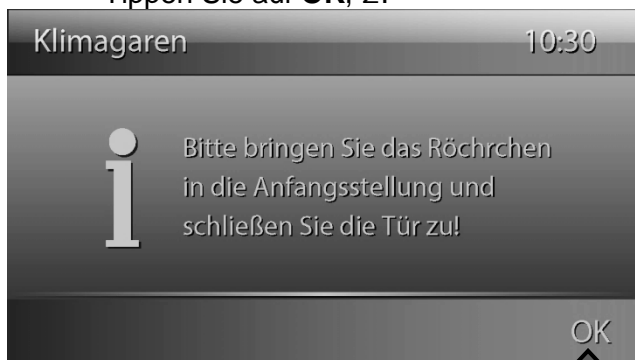 Tippen Sie auf OK, z.
Klimagaren 10:30
Bitte bringen Sie das Röchrchen
in die Anfangsstellung und
schließen Sie die Tür zu!
OK